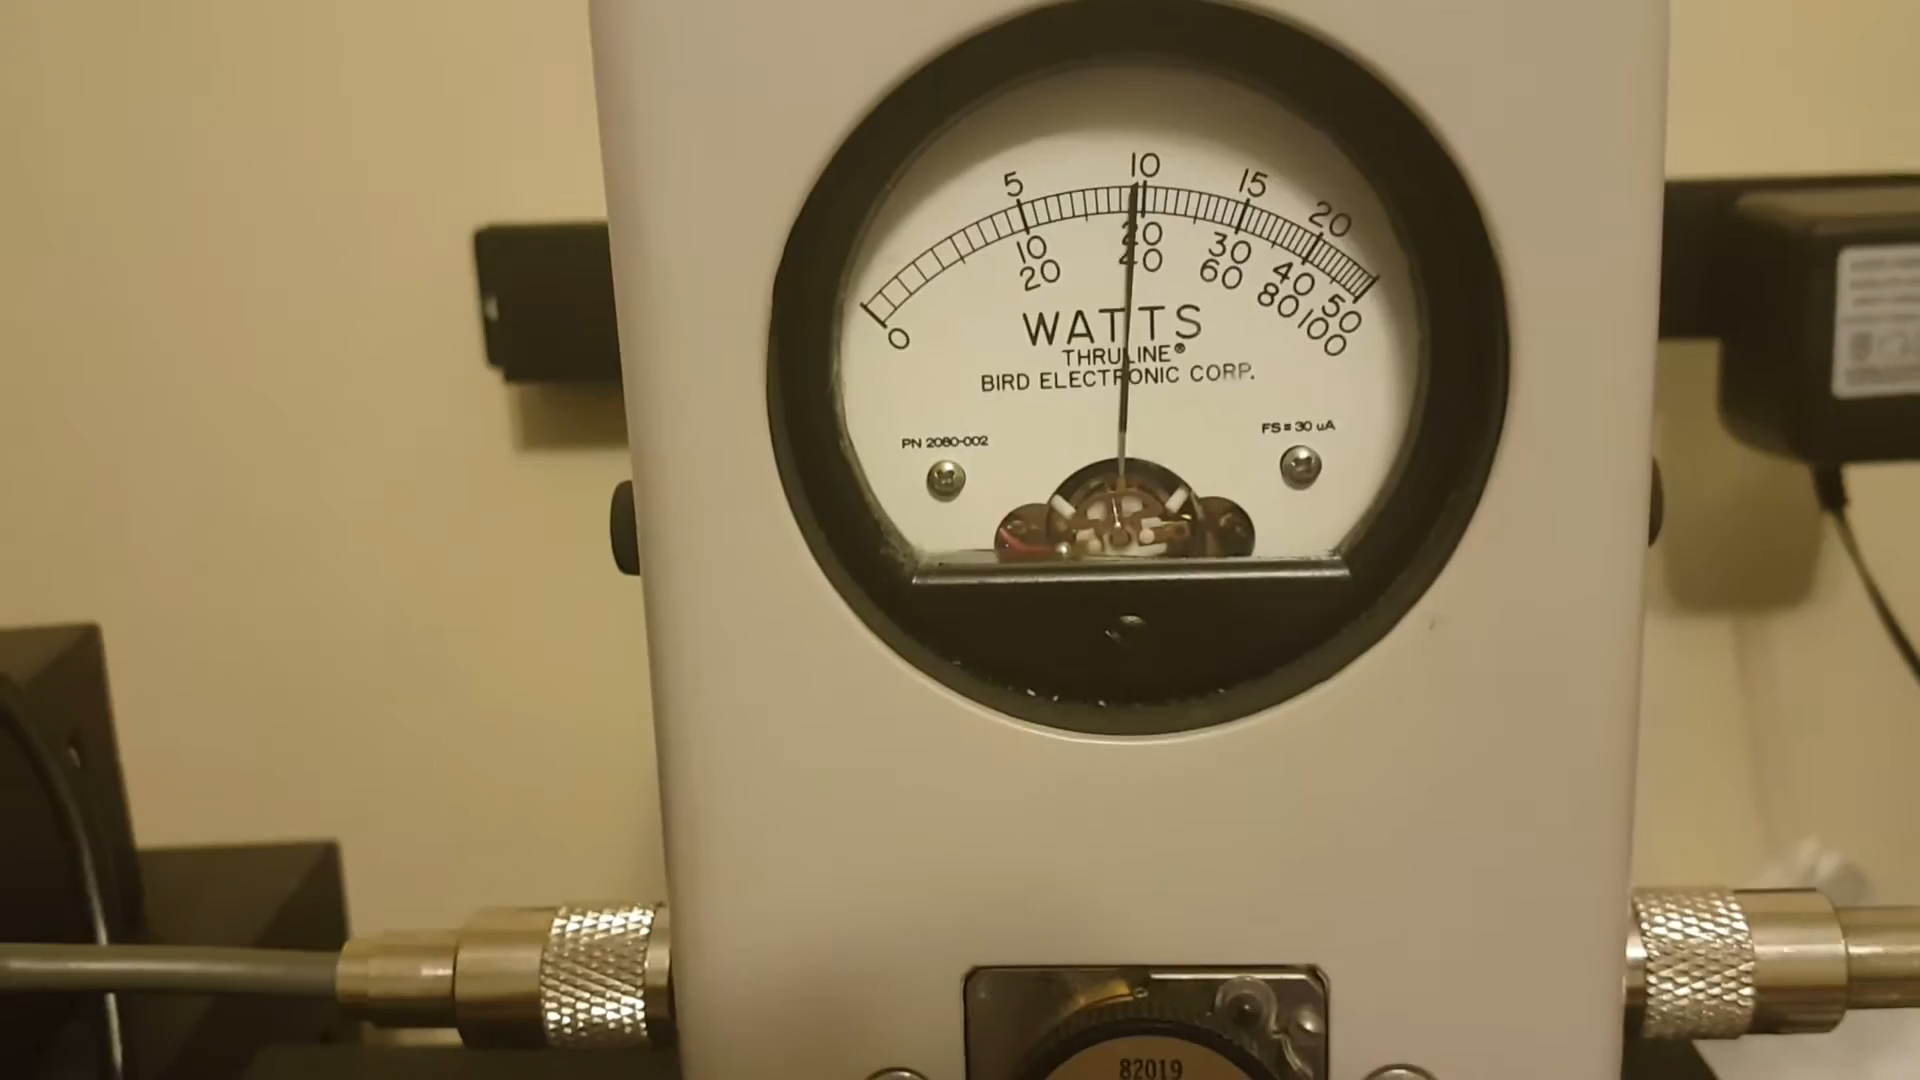 5 10 15 20
10 20 30 40 50
0 20 40 60 80 100
WATTS
THRULINE®
BIRD ELECTRONIC CORP.
PN 2080-002
FS = 30 uA
82019